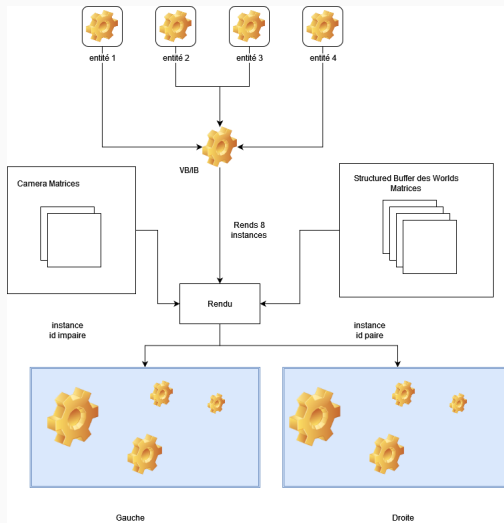 entité 1
entité 2
entité 3
entité 4
VB/IB
Camera Matrices
Structured Buffer des Worlds
Matrices
Rends 8
instances
Rendu
instance
id impaire
instance
id paire
Gauche
Droite